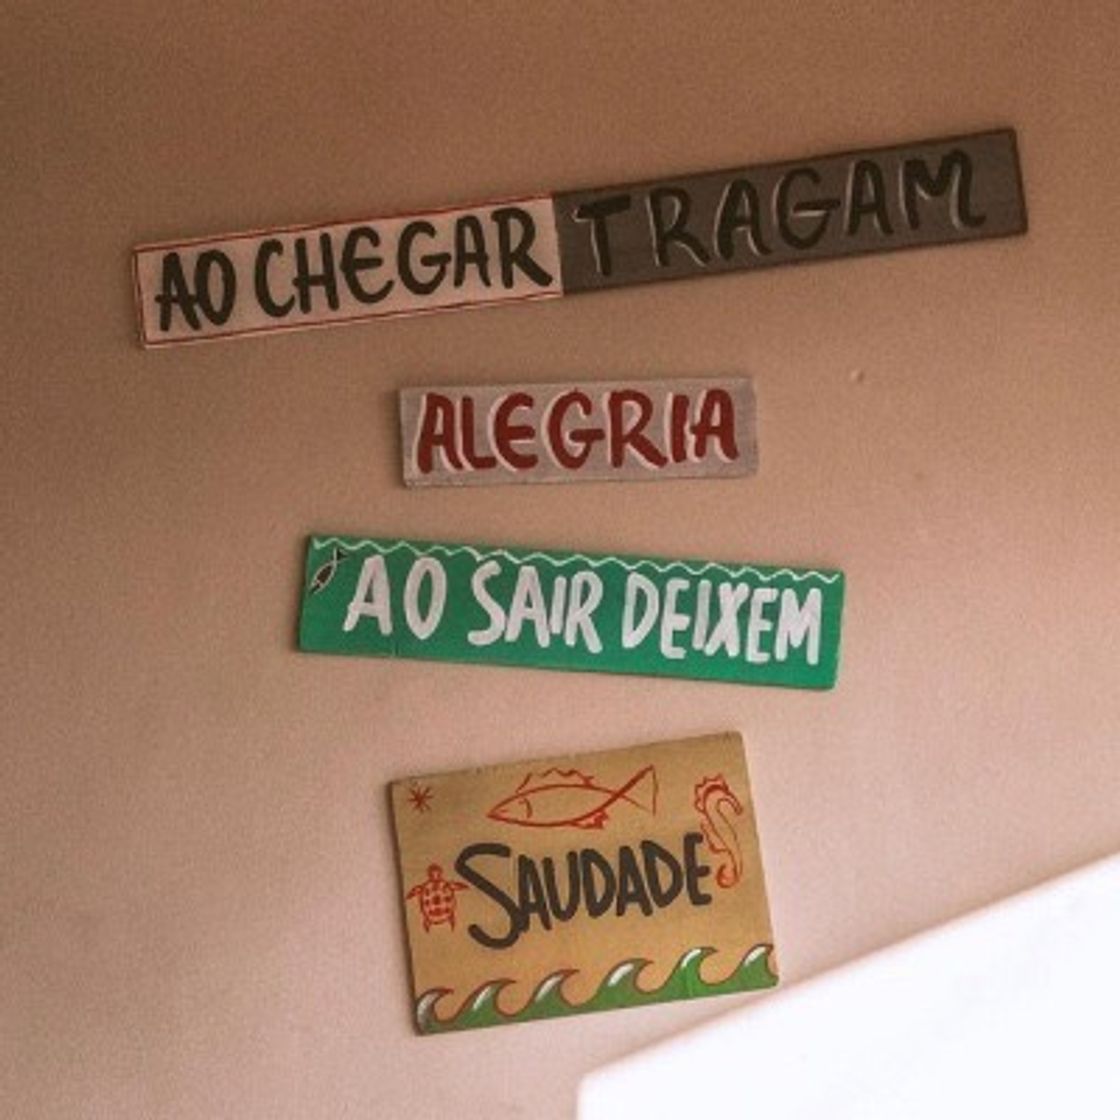 AO CHEGAR TRAGAM
ALEGRIA
AO SAIR DEIXEM
SAUDADE